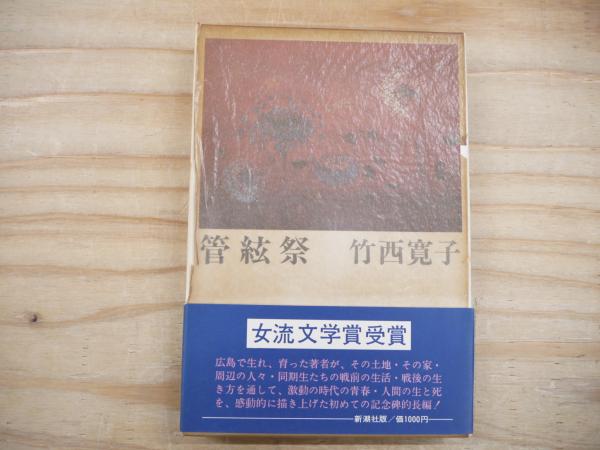 管絃祭 竹西寛子
女流文学賞受賞
広島で生れ、育った著者が、その土地・その家・
周辺の人々・同期生たちの戦前の生活・戦後の生
き方を通して、激動の時代の青春・人間の生と死
を、感動的に描き上げた初めての記念碑的長編!
新潮社版/価1000円